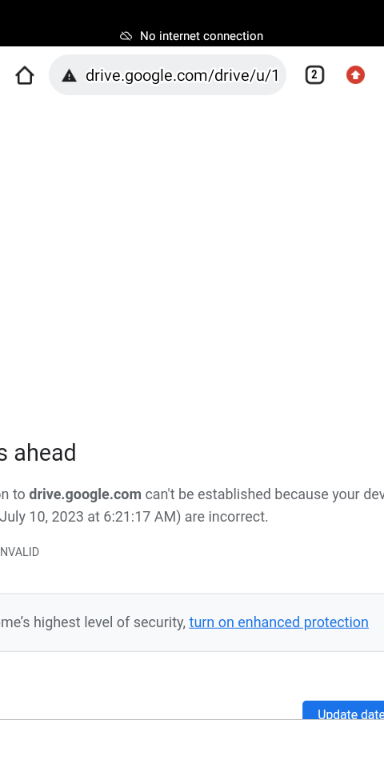 No internet connection
drive.google.com/drive/u/1
2
s ahead
n to drive.google.com can't be established because your dev
July 10, 2023 at 6:21:17 AM) are incorrect.
NVALID
me's highest level of security, turn on enhanced protection
Update date